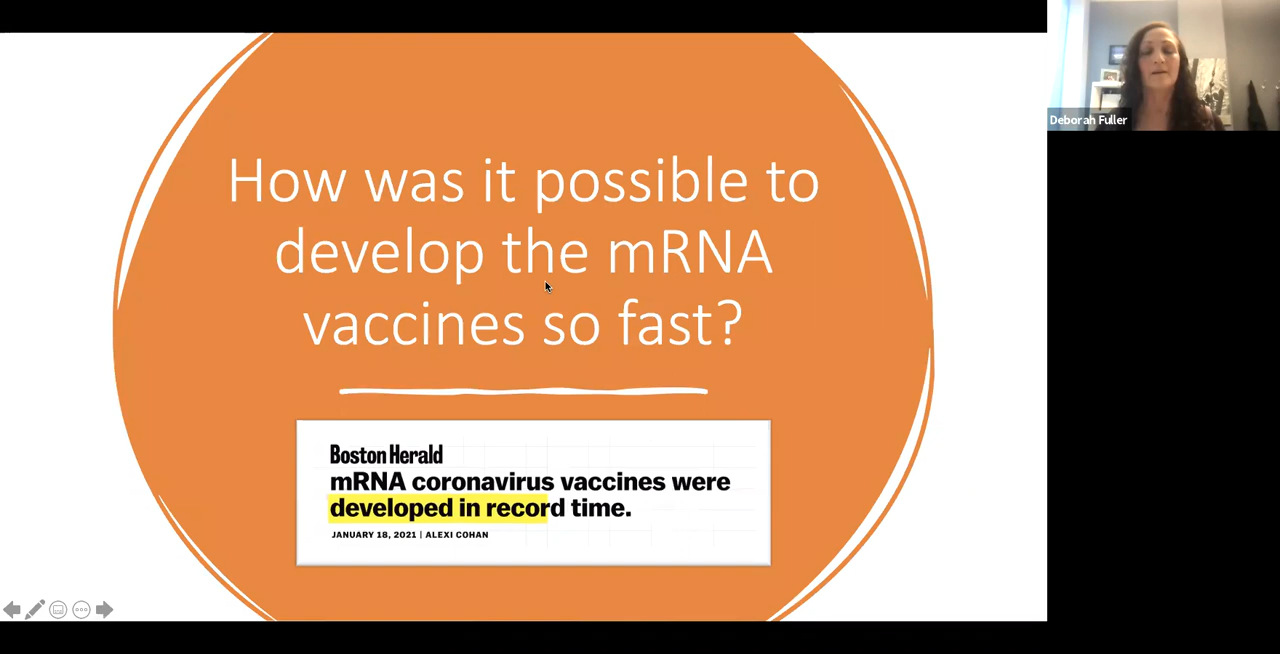 How was it possible to
develop the mRNA
vaccines so fast?
Boston Herald
mRNA coronavirus vaccines were
developed in record time.
JANUARY 18, 2021 | ALEXI COHAN
Deborah Fuller